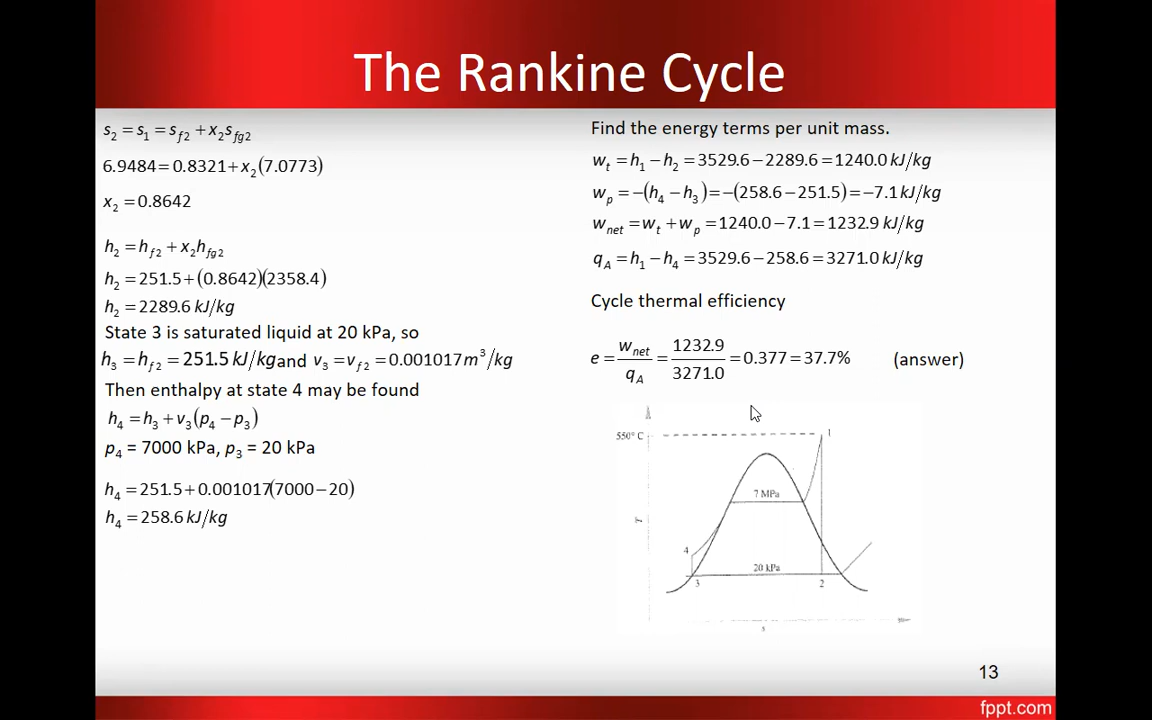 The Rankine Cycle
s₂ = s₁ = s_f2 + x₂s_fg2
6.9484 = 0.8321 + x₂(7.0773)
x₂ = 0.8642
h₂ = h_f2 + x₂h_fg2
h₂ = 251.5 + (0.8642)(2358.4)
h₂ = 2289.6 kJ/kg
State 3 is saturated liquid at 20 kPa, so
h₃ = h_f2 = 251.5 kJ/kg and v₃ = v_f2 = 0.001017 m³/kg
Then enthalpy at state 4 may be found
h₄ = h₃ + v₃(p₄ − p₃)
p₄ = 7000 kPa, p₃ = 20 kPa
h₄ = 251.5 + 0.001017(7000 − 20)
h₄ = 258.6 kJ/kg
Find the energy terms per unit mass.
w_t = h₁ − h₂ = 3529.6 − 2289.6 = 1240.0 kJ/kg
w_p = −(h₄ − h₃) = −(258.6 − 251.5) = −7.1 kJ/kg
w_net = w_t + w_p = 1240.0 − 7.1 = 1232.9 kJ/kg
q_A = h₁ − h₄ = 3529.6 − 258.6 = 3271.0 kJ/kg
Cycle thermal efficiency
e = w_net/q_A = 1232.9/3271.0 = 0.377 = 37.7% (answer)
550° C
1
7 MPa
T
4
20 kPa
3
2
s
13
fppt.com